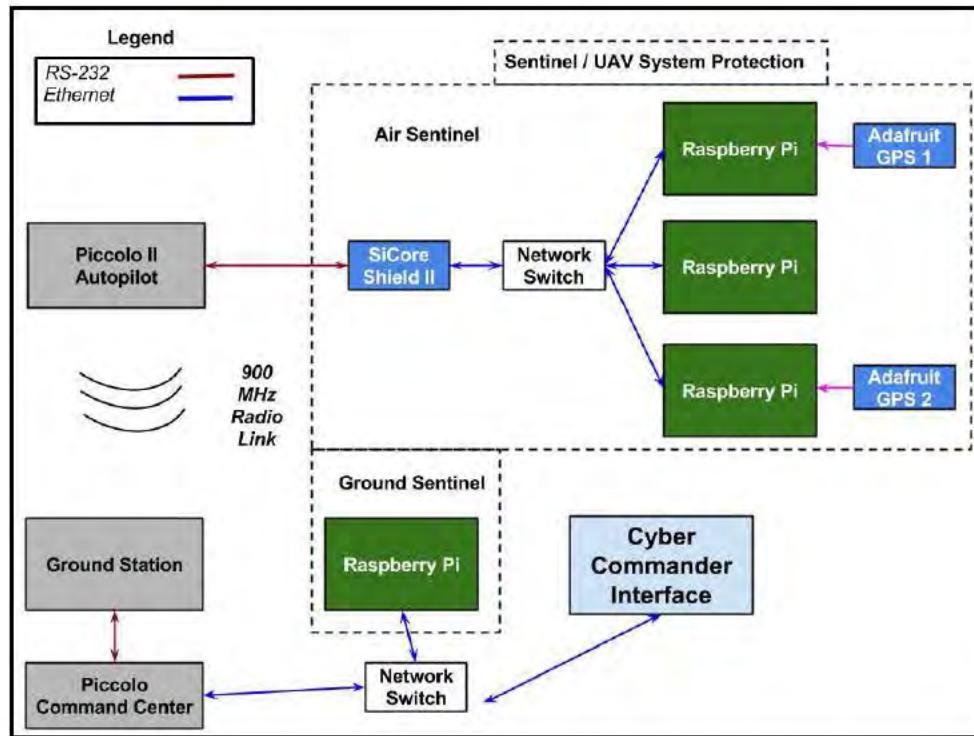 Legend
RS-232
Ethernet
Sentinel / UAV System Protection
Air Sentinel
Raspberry Pi
Adafruit
GPS 1
Piccolo II
Autopilot
SiCore
Shield II
Network
Switch
Raspberry Pi
900
MHz
Radio
Link
Raspberry Pi
Adafruit
GPS 2
Ground Sentinel
Ground Station
Raspberry Pi
Cyber
Commander
Interface
Piccolo
Command Center
Network
Switch